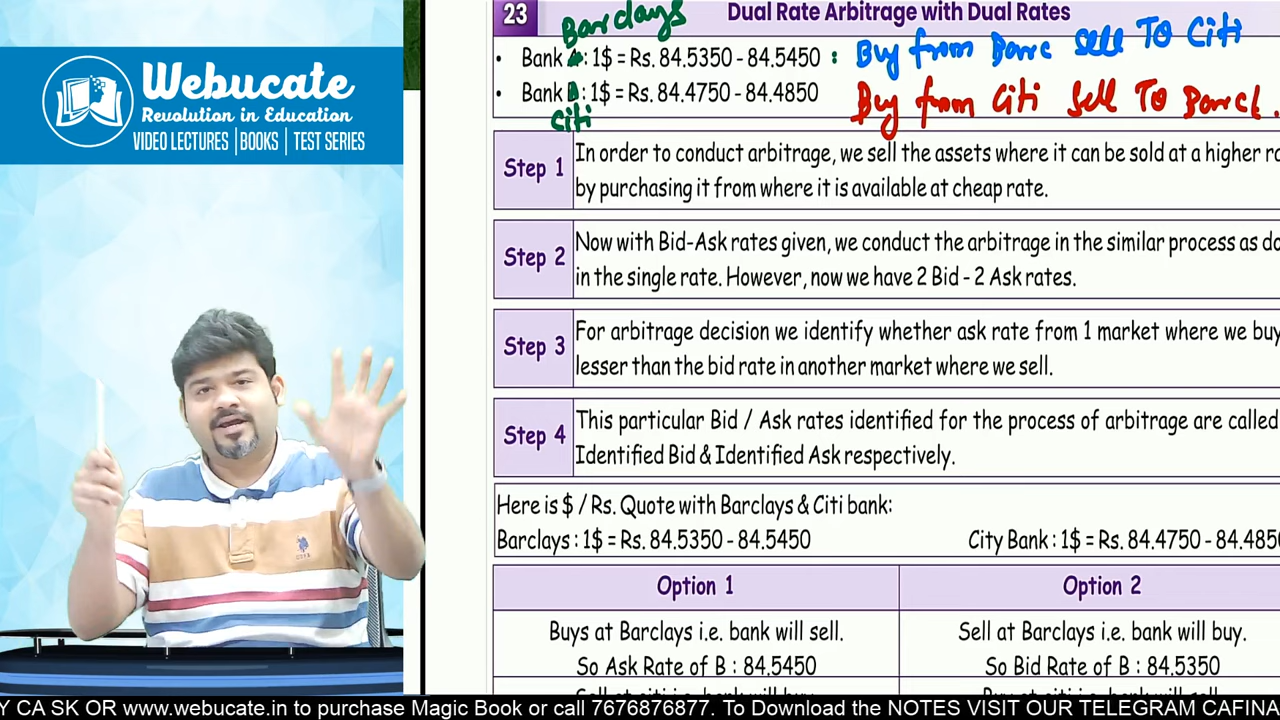 Webucate
Revolution in Education
VIDEO LECTURES | BOOKS | TEST SERIES
23
Dual Rate Arbitrage with Dual Rates
Barclays
Bank A : 1$ = Rs. 84.5350 - 84.5450 : Buy from Barc Sell To Citi
Bank B : 1$ = Rs. 84.4750 - 84.4850 Buy from Citi Sell To Barcl.
Citi
Step 1
In order to conduct arbitrage, we sell the assets where it can be sold at a higher ra
by purchasing it from where it is available at cheap rate.
Step 2
Now with Bid-Ask rates given, we conduct the arbitrage in the similar process as do
in the single rate. However, now we have 2 Bid - 2 Ask rates.
Step 3
For arbitrage decision we identify whether ask rate from 1 market where we buy
lesser than the bid rate in another market where we sell.
Step 4
This particular Bid / Ask rates identified for the process of arbitrage are called
Identified Bid & Identified Ask respectively.
Here is $ / Rs. Quote with Barclays & Citi bank:
Barclays : 1$ = Rs. 84.5350 - 84.5450 City Bank : 1$ = Rs. 84.4750 - 84.4850
Option 1 Option 2
Buys at Barclays i.e. bank will sell. Sell at Barclays i.e. bank will buy.
So Ask Rate of B : 84.5450 So Bid Rate of B : 84.5350
Y CA SK OR www.webucate.in to purchase Magic Book or call 7676876877. To Download the NOTES VISIT OUR TELEGRAM CAFINA